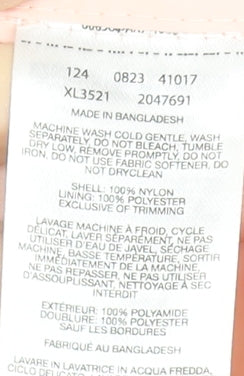 124 0823 41017
XL3521 2047691
MADE IN BANGLADESH
MACHINE WASH COLD GENTLE, WASH
SEPARATELY, DO NOT BLEACH, TUMBLE
DRY LOW, REMOVE PROMPTLY, DO NOT
IRON, DO NOT USE FABRIC SOFTENER, DO
NOT DRYCLEAN
SHELL: 100% NYLON
LINING: 100% POLYESTER
EXCLUSIVE OF TRIMMING
LAVAGE MACHINE À FROID, CYCLE
DÉLICAT, LAVER SÉPARÉMENT, NE PAS
UTILISER D'EAU DE JAVEL, SÉCHAGE
MACHINE, BASSE TEMPÉRATURE, SORTIR
IMMÉDIATEMENT DE LA MACHINE,
NE PAS REPASSER, NE PAS UTILISER
D'ASSOUPLISSANT, NETTOYAGE À SEC
INTERDIT
EXTÉRIEUR: 100% POLYAMIDE
DOUBLURE: 100% POLYESTER
SAUF LES BORDURES
FABRIQUÉ AU BANGLADESH
LAVARE IN LAVATRICE IN ACQUA FREDDA,
CICLO